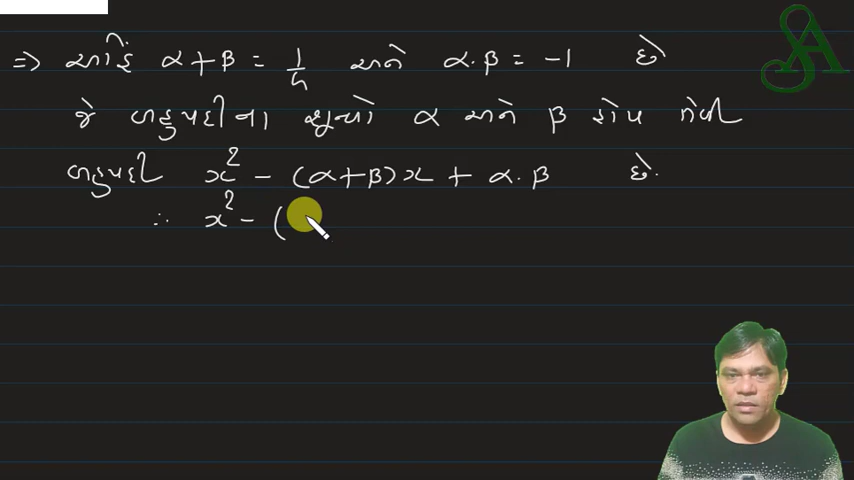 ⇒ અહીં α+β = 1/4 અને α.β = -1 છે
જે બહુપદીના શૂન્યો α અને β હોય તેવી
બહુપદી x² - (α+β)x + α.β છે.
∴ x² - (